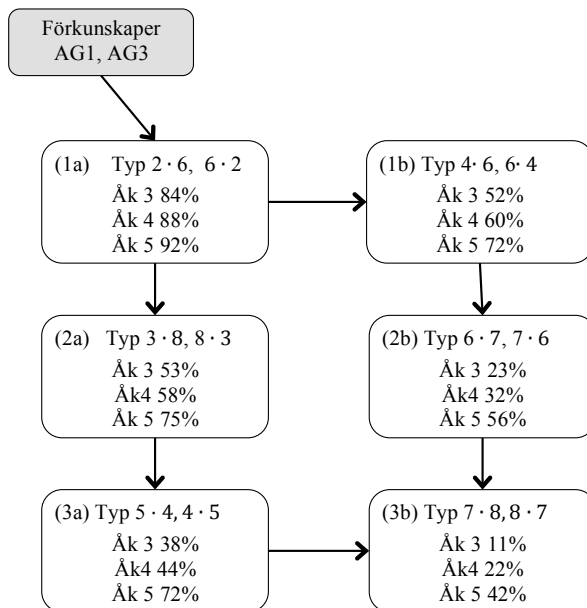 Förkunskaper
AG1, AG3
(1a) Typ 2 · 6, 6 · 2
Åk 3 84%
Åk 4 88%
Åk 5 92%
(1b) Typ 4· 6, 6· 4
Åk 3 52%
Åk 4 60%
Åk 5 72%
(2a) Typ 3 · 8, 8 · 3
Åk 3 53%
Åk4 58%
Åk 5 75%
(2b) Typ 6 · 7, 7 · 6
Åk 3 23%
Åk4 32%
Åk 5 56%
(3a) Typ 5 · 4, 4 · 5
Åk 3 38%
Åk4 44%
Åk 5 72%
(3b) Typ 7 · 8, 8 · 7
Åk 3 11%
Åk4 22%
Åk 5 42%